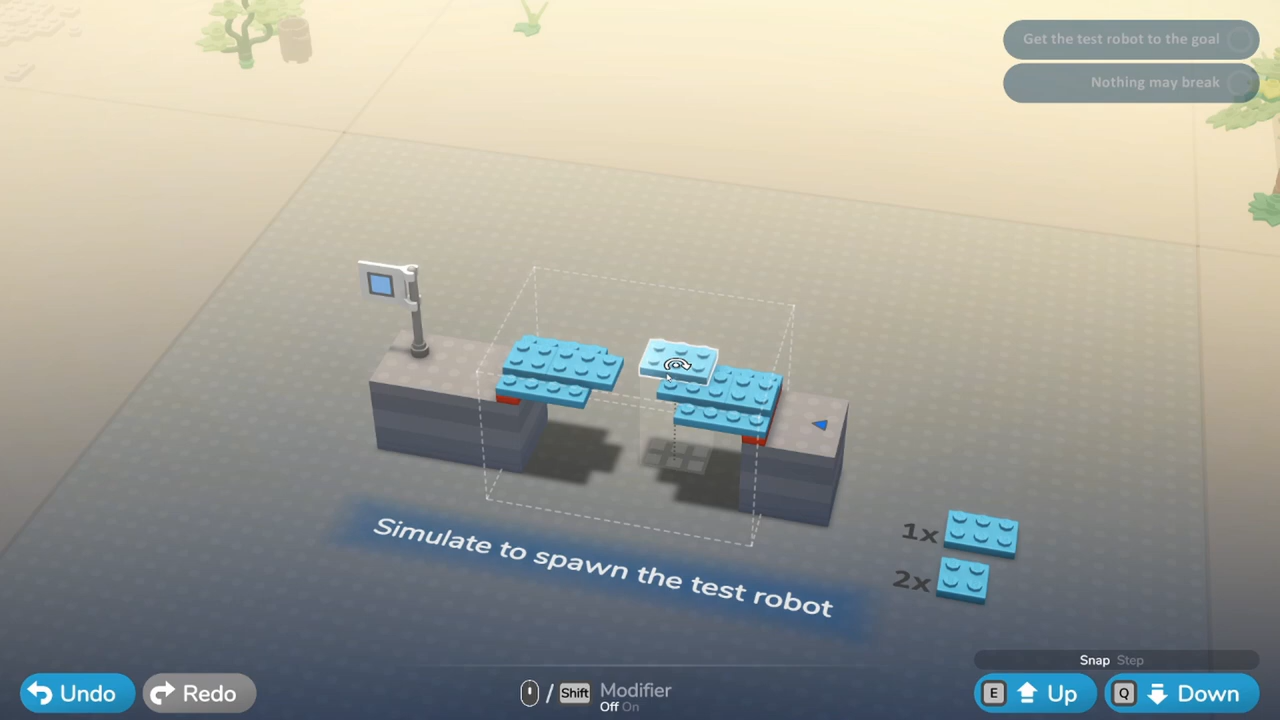 Get the test robot to the goal
Nothing may break
Simulate to spawn the test robot
1x
2x
Snap Step
Undo
Redo
/ Shift Modifier
Off On
E Up
Q Down